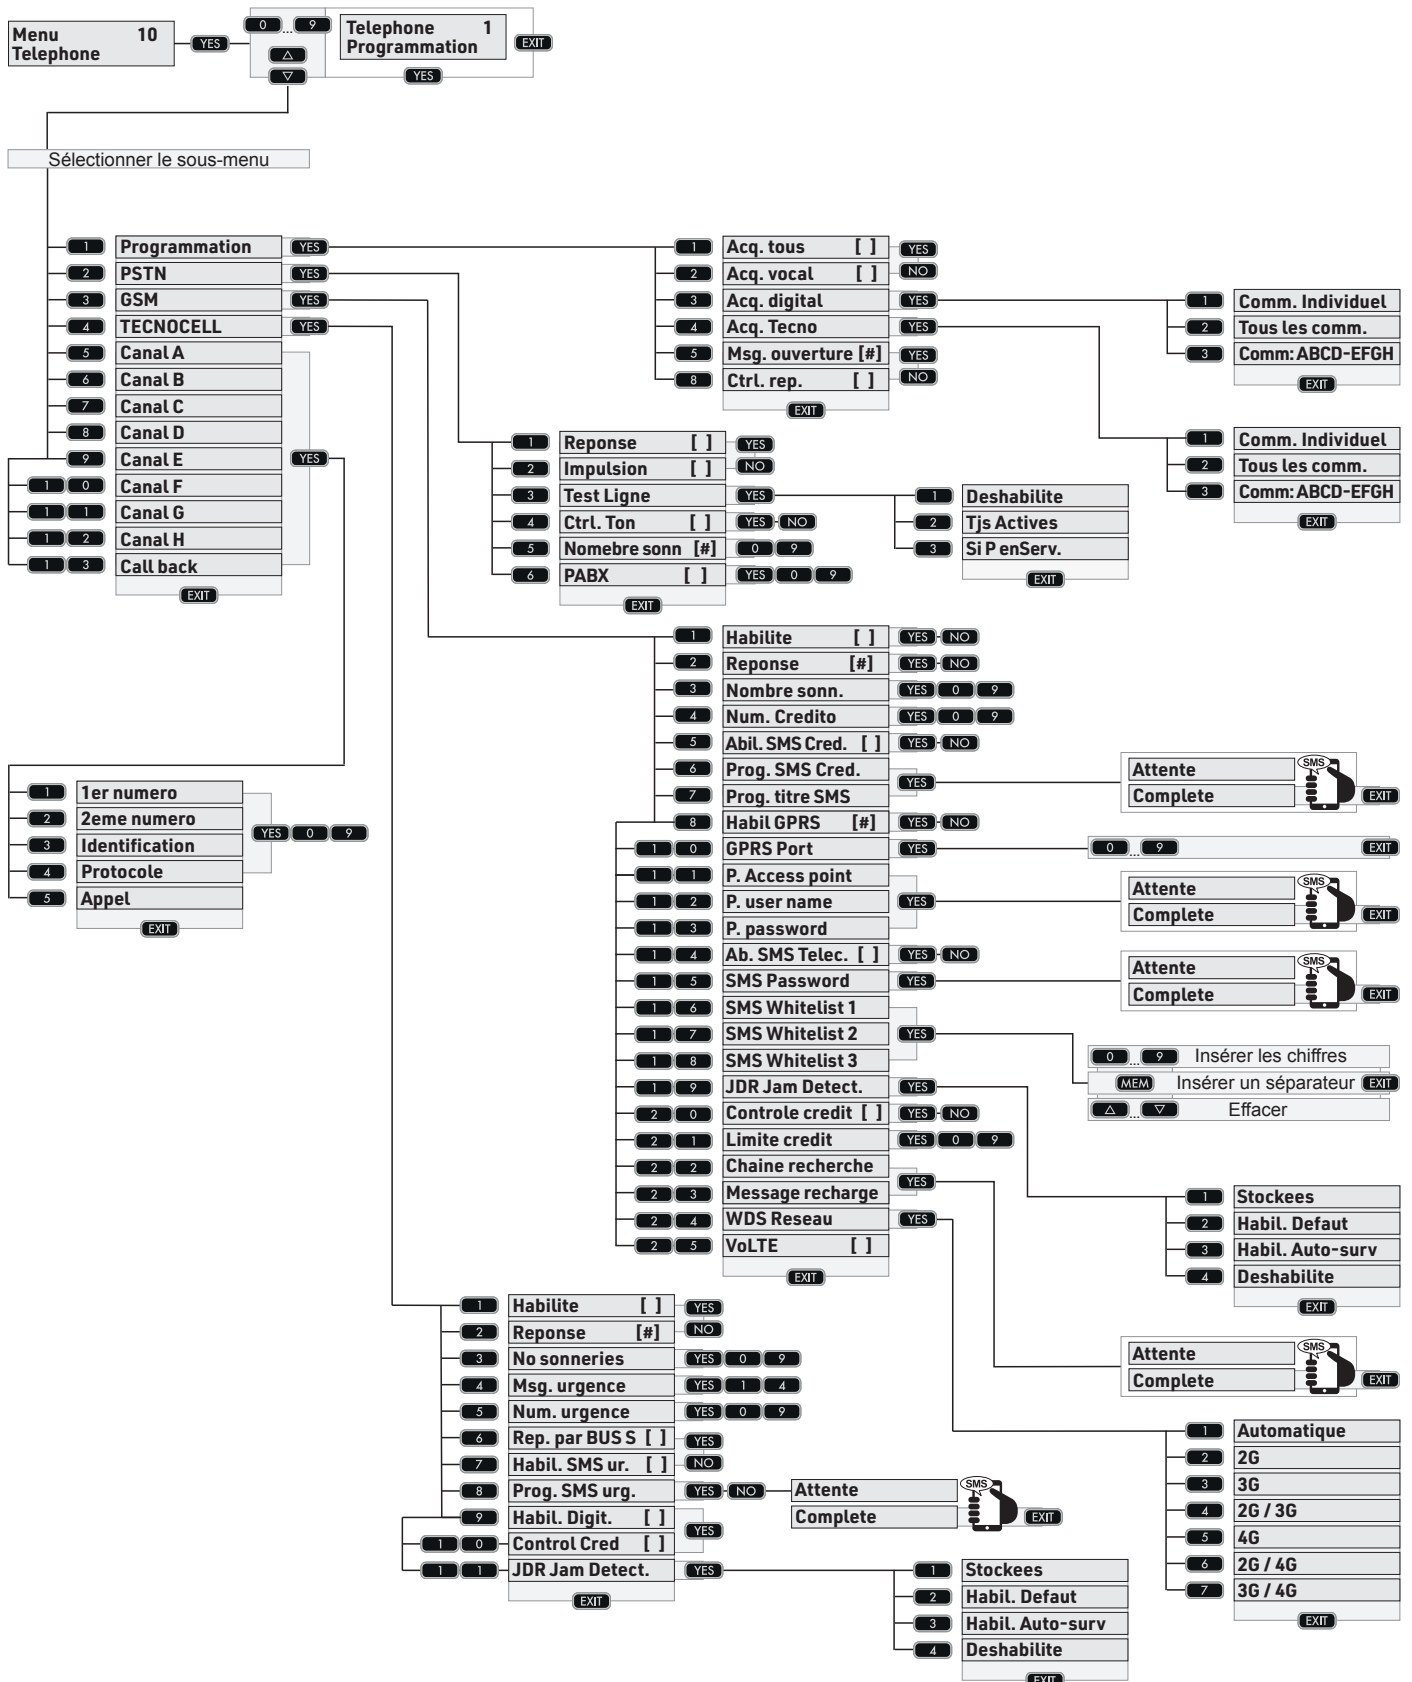 Menu 10
Telephone
YES
0 ... 9
△
▽
Telephone 1
Programmation
EXIT
YES
Sélectionner le sous-menu
1 Programmation YES
2 PSTN YES
3 GSM YES
4 TECNOCELL YES
5 Canal A
6 Canal B
7 Canal C
8 Canal D
9 Canal E YES
1 0 Canal F
1 1 Canal G
1 2 Canal H
1 3 Call back
EXIT
1 Acq. tous [ ] YES
2 Acq. vocal [ ] NO
3 Acq. digital YES
4 Acq. Tecno YES
5 Msg. ouverture [#] YES
8 Ctrl. rep. [ ] NO
EXIT
1 Comm. Individuel
2 Tous les comm.
3 Comm: ABCD-EFGH
EXIT
1 Comm. Individuel
2 Tous les comm.
3 Comm: ABCD-EFGH
EXIT
1 Reponse [ ] YES
2 Impulsion [ ] NO
3 Test Ligne YES
4 Ctrl. Ton [ ] YES NO
5 Nomebre sonn [#] 0 9
6 PABX [ ] YES 0 9
EXIT
1 Deshabilite
2 Tjs Actives
3 Si P enServ.
EXIT
1 Habilite [ ] YES NO
2 Reponse [#] YES NO
3 Nombre sonn. YES 0 9
4 Num. Credito YES 0 9
5 Abil. SMS Cred. [ ] YES NO
6 Prog. SMS Cred.
YES
7 Prog. titre SMS
8 Habil GPRS [#] YES NO
1 0 GPRS Port YES
1 1 P. Access point
1 2 P. user name YES
1 3 P. password
1 4 Ab. SMS Telec. [ ] YES NO
1 5 SMS Password YES
1 6 SMS Whitelist 1
1 7 SMS Whitelist 2 YES
1 8 SMS Whitelist 3
1 9 JDR Jam Detect. YES
2 0 Controle credit [ ] YES NO
2 1 Limite credit YES 0 9
2 2 Chaine recherche
YES
2 3 Message recharge
2 4 WDS Reseau YES
2 5 VoLTE [ ]
EXIT
Attente
SMS
Complete
EXIT
0 ... 9 EXIT
Attente
SMS
Complete
EXIT
Attente
SMS
Complete
EXIT
0 ... 9 Insérer les chiffres
MEM Insérer un séparateur EXIT
△ ... ▽ Effacer
1 Stockees
2 Habil. Defaut
3 Habil. Auto-surv
4 Deshabilite
EXIT
Attente
SMS
Complete
EXIT
1 Automatique
2 2G
3 3G
4 2G / 3G
5 4G
6 2G / 4G
7 3G / 4G
EXIT
1 1er numero
2 2eme numero
YES 0 9
3 Identification
4 Protocole
5 Appel
EXIT
1 Habilite [ ] YES
2 Reponse [#] NO
3 No sonneries YES 0 9
4 Msg. urgence YES 1 4
5 Num. urgence YES 0 9
6 Rep. par BUS S [ ] YES
7 Habil. SMS ur. [ ] NO
8 Prog. SMS urg. YES NO
9 Habil. Digit. [ ]
YES
1 0 Control Cred [ ]
1 1 JDR Jam Detect. YES
EXIT
Attente
SMS
Complete
EXIT
1 Stockees
2 Habil. Defaut
3 Habil. Auto-surv
4 Deshabilite
EXIT